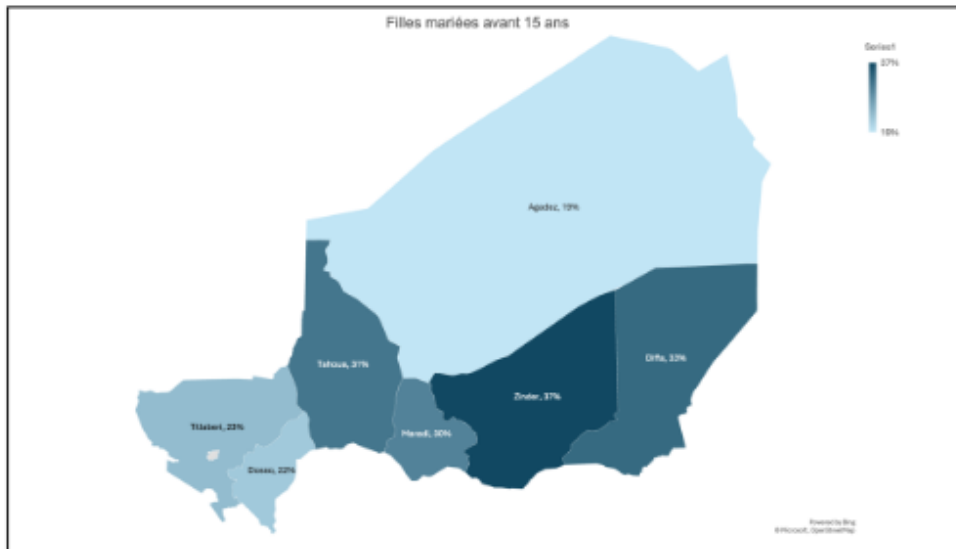 Filles mariées avant 15 ans
Series1
37%
19%
Agadez, 19%
Tahoua, 31%
Diffa, 33%
Zinder, 37%
Maradi, 30%
Tillaberi, 23%
Dosso, 22%
Powered by Bing
© Microsoft, OpenStreetMap